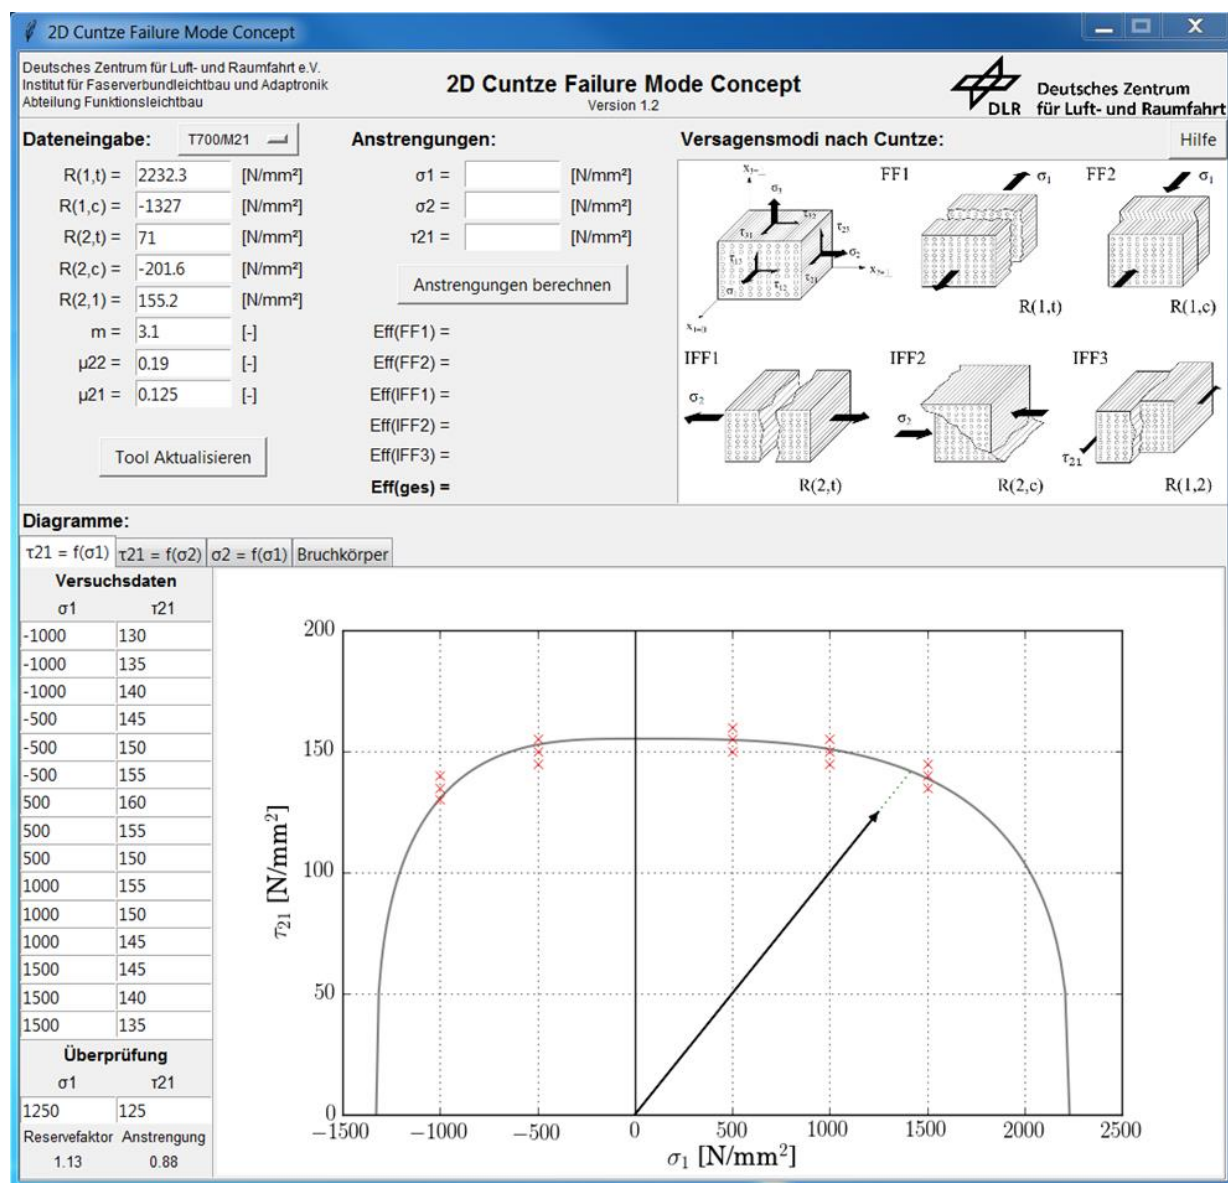 2D Cuntze Failure Mode Concept
Deutsches Zentrum für Luft- und Raumfahrt e.V.
Institut für Faserverbundleichtbau und Adaptronik
Abteilung Funktionsleichtbau
2D Cuntze Failure Mode Concept
Version 1.2
DLR
Deutsches Zentrum
für Luft- und Raumfahrt
Dateneingabe: T700/M21
R(1,t) = 2232.3 [N/mm²]
R(1,c) = -1327 [N/mm²]
R(2,t) = 71 [N/mm²]
R(2,c) = -201.6 [N/mm²]
R(2,1) = 155.2 [N/mm²]
m = 3.1 [-]
μ22 = 0.19 [-]
μ21 = 0.125 [-]
Tool Aktualisieren
Anstrengungen:
σ1 = [N/mm²]
σ2 = [N/mm²]
τ21 = [N/mm²]
Anstrengungen berechnen
Eff(FF1) =
Eff(FF2) =
Eff(IFF1) =
Eff(IFF2) =
Eff(IFF3) =
Eff(ges) =
Versagensmodi nach Cuntze: Hilfe
FF1 σ1 FF2 σ1
R(1,t) R(1,c)
IFF1 IFF2 IFF3
σ2 σ2 τ21
R(2,t) R(2,c) R(1,2)
Diagramme:
τ21 = f(σ1) τ21 = f(σ2) σ2 = f(σ1) Bruchkörper
Versuchsdaten
σ1 τ21
-1000 130
-1000 135
-1000 140
-500 145
-500 150
-500 155
500 160
500 155
500 150
1000 155
1000 150
1000 145
1500 145
1500 140
1500 135
Überprüfung
σ1 τ21
1250 125
Reservefaktor Anstrengung
1.13 0.88
200
150
100
50
0
τ21 [N/mm²]
−1500 −1000 −500 0 500 1000 1500 2000 2500
σ1 [N/mm²]